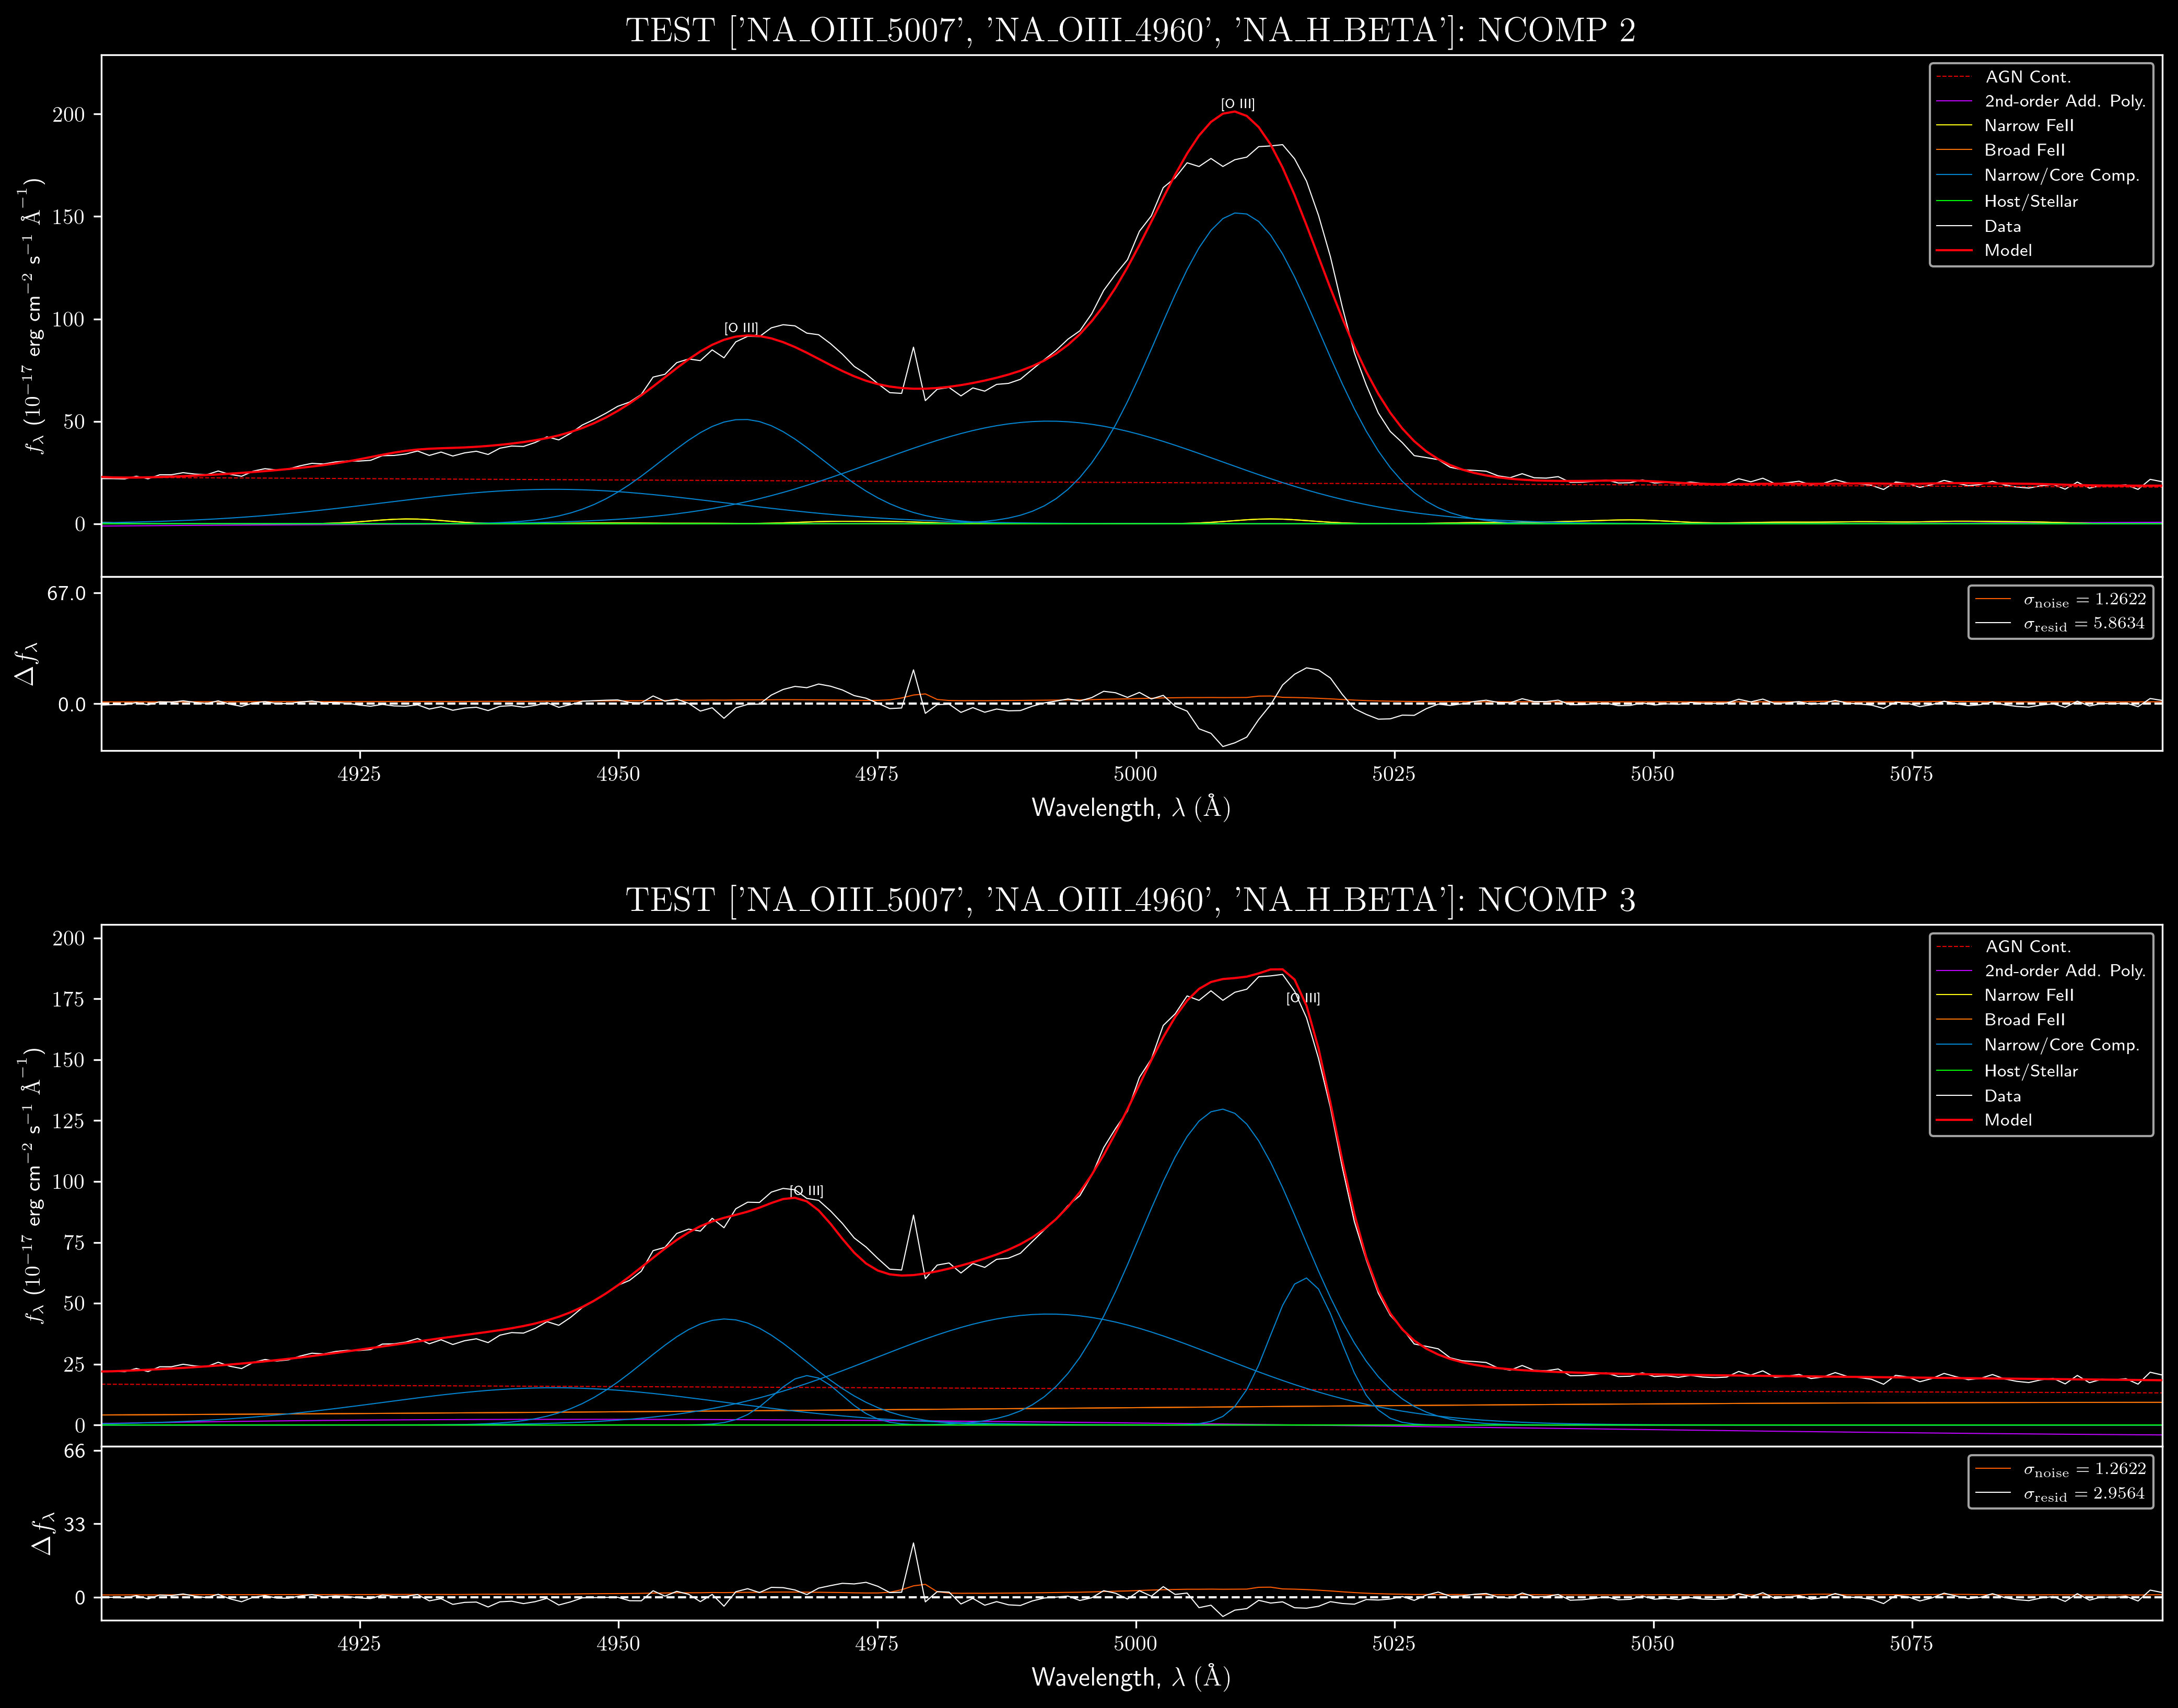 TEST ['NA_OIII_5007', 'NA_OIII_4960', 'NA_H_BETA']: NCOMP 2
fλ (10⁻¹⁷ erg cm⁻² s⁻¹ Å⁻¹)
200
150
100
50
0
[O III]
[O III]
AGN Cont.
2nd-order Add. Poly.
Narrow FeII
Broad FeII
Narrow/Core Comp.
Host/Stellar
Data
Model
Δfλ
67.0
0.0
σnoise = 1.2622
σresid = 5.8634
4925 4950 4975 5000 5025 5050 5075
Wavelength, λ (Å)
TEST ['NA_OIII_5007', 'NA_OIII_4960', 'NA_H_BETA']: NCOMP 3
fλ (10⁻¹⁷ erg cm⁻² s⁻¹ Å⁻¹)
200
175
150
125
100
75
50
25
0
[O III]
[O III]
AGN Cont.
2nd-order Add. Poly.
Narrow FeII
Broad FeII
Narrow/Core Comp.
Host/Stellar
Data
Model
Δfλ
66
33
0
σnoise = 1.2622
σresid = 2.9564
4925 4950 4975 5000 5025 5050 5075
Wavelength, λ (Å)